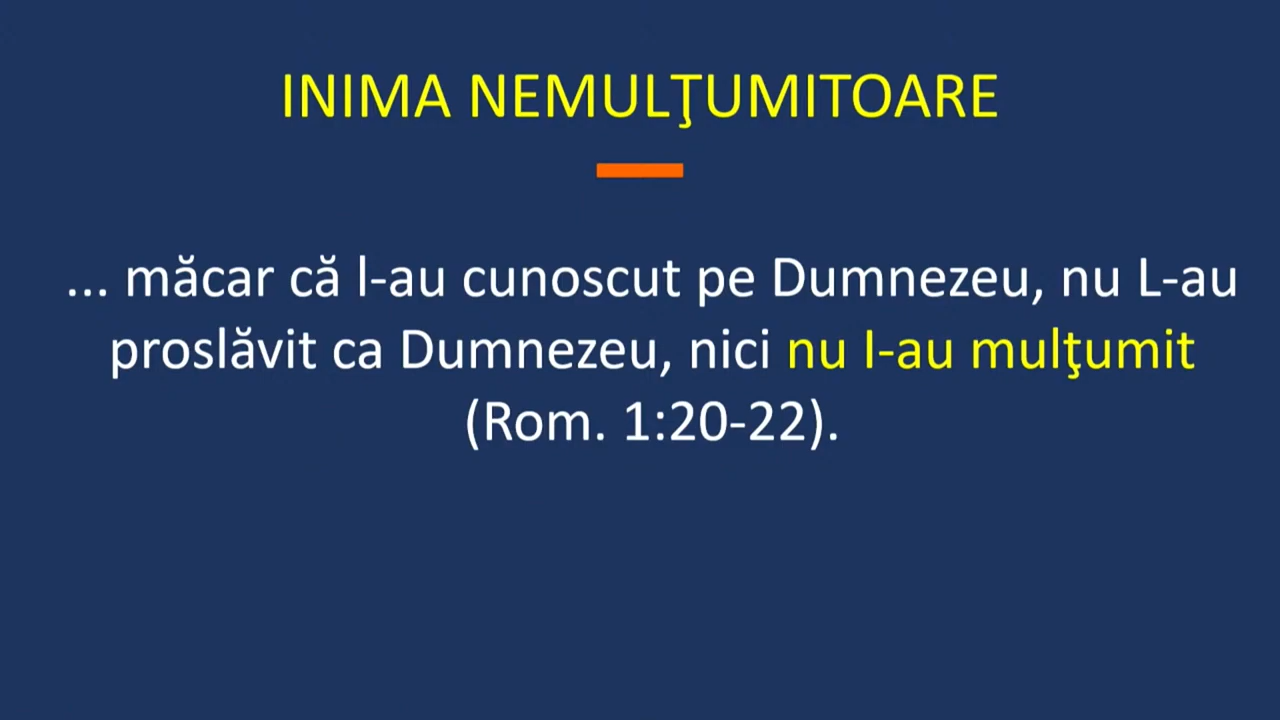 INIMA NEMULŢUMITOARE
... măcar că l-au cunoscut pe Dumnezeu, nu L-au
proslăvit ca Dumnezeu, nici nu I-au mulţumit
(Rom. 1:20-22).